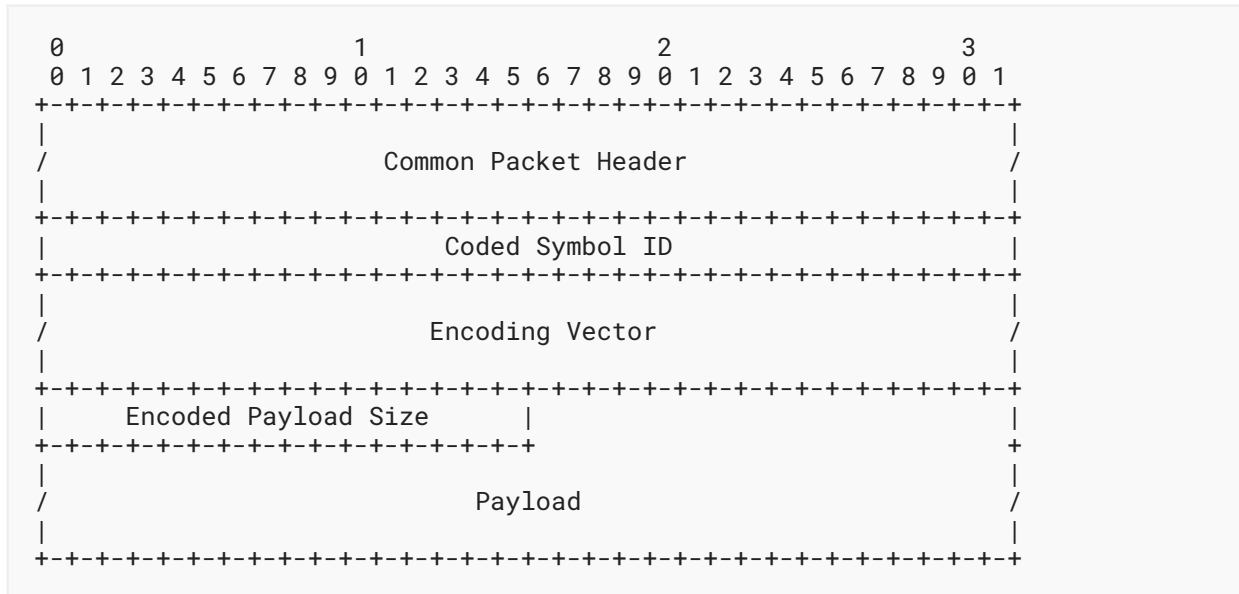 0                   1                   2                   3
 0 1 2 3 4 5 6 7 8 9 0 1 2 3 4 5 6 7 8 9 0 1 2 3 4 5 6 7 8 9 0 1
+-+-+-+-+-+-+-+-+-+-+-+-+-+-+-+-+-+-+-+-+-+-+-+-+-+-+-+-+-+-+-+-+
|                                                               |
/                      Common Packet Header                     /
|                                                               |
+-+-+-+-+-+-+-+-+-+-+-+-+-+-+-+-+-+-+-+-+-+-+-+-+-+-+-+-+-+-+-+-+
|                          Coded Symbol ID                      |
+-+-+-+-+-+-+-+-+-+-+-+-+-+-+-+-+-+-+-+-+-+-+-+-+-+-+-+-+-+-+-+-+
|                                                               |
/                         Encoding Vector                       /
|                                                               |
+-+-+-+-+-+-+-+-+-+-+-+-+-+-+-+-+-+-+-+-+-+-+-+-+-+-+-+-+-+-+-+-+
|     Encoded Payload Size      |                               |
+-+-+-+-+-+-+-+-+-+-+-+-+-+-+-+-+                               +
|                                                               |
/                            Payload                            /
|                                                               |
+-+-+-+-+-+-+-+-+-+-+-+-+-+-+-+-+-+-+-+-+-+-+-+-+-+-+-+-+-+-+-+-+